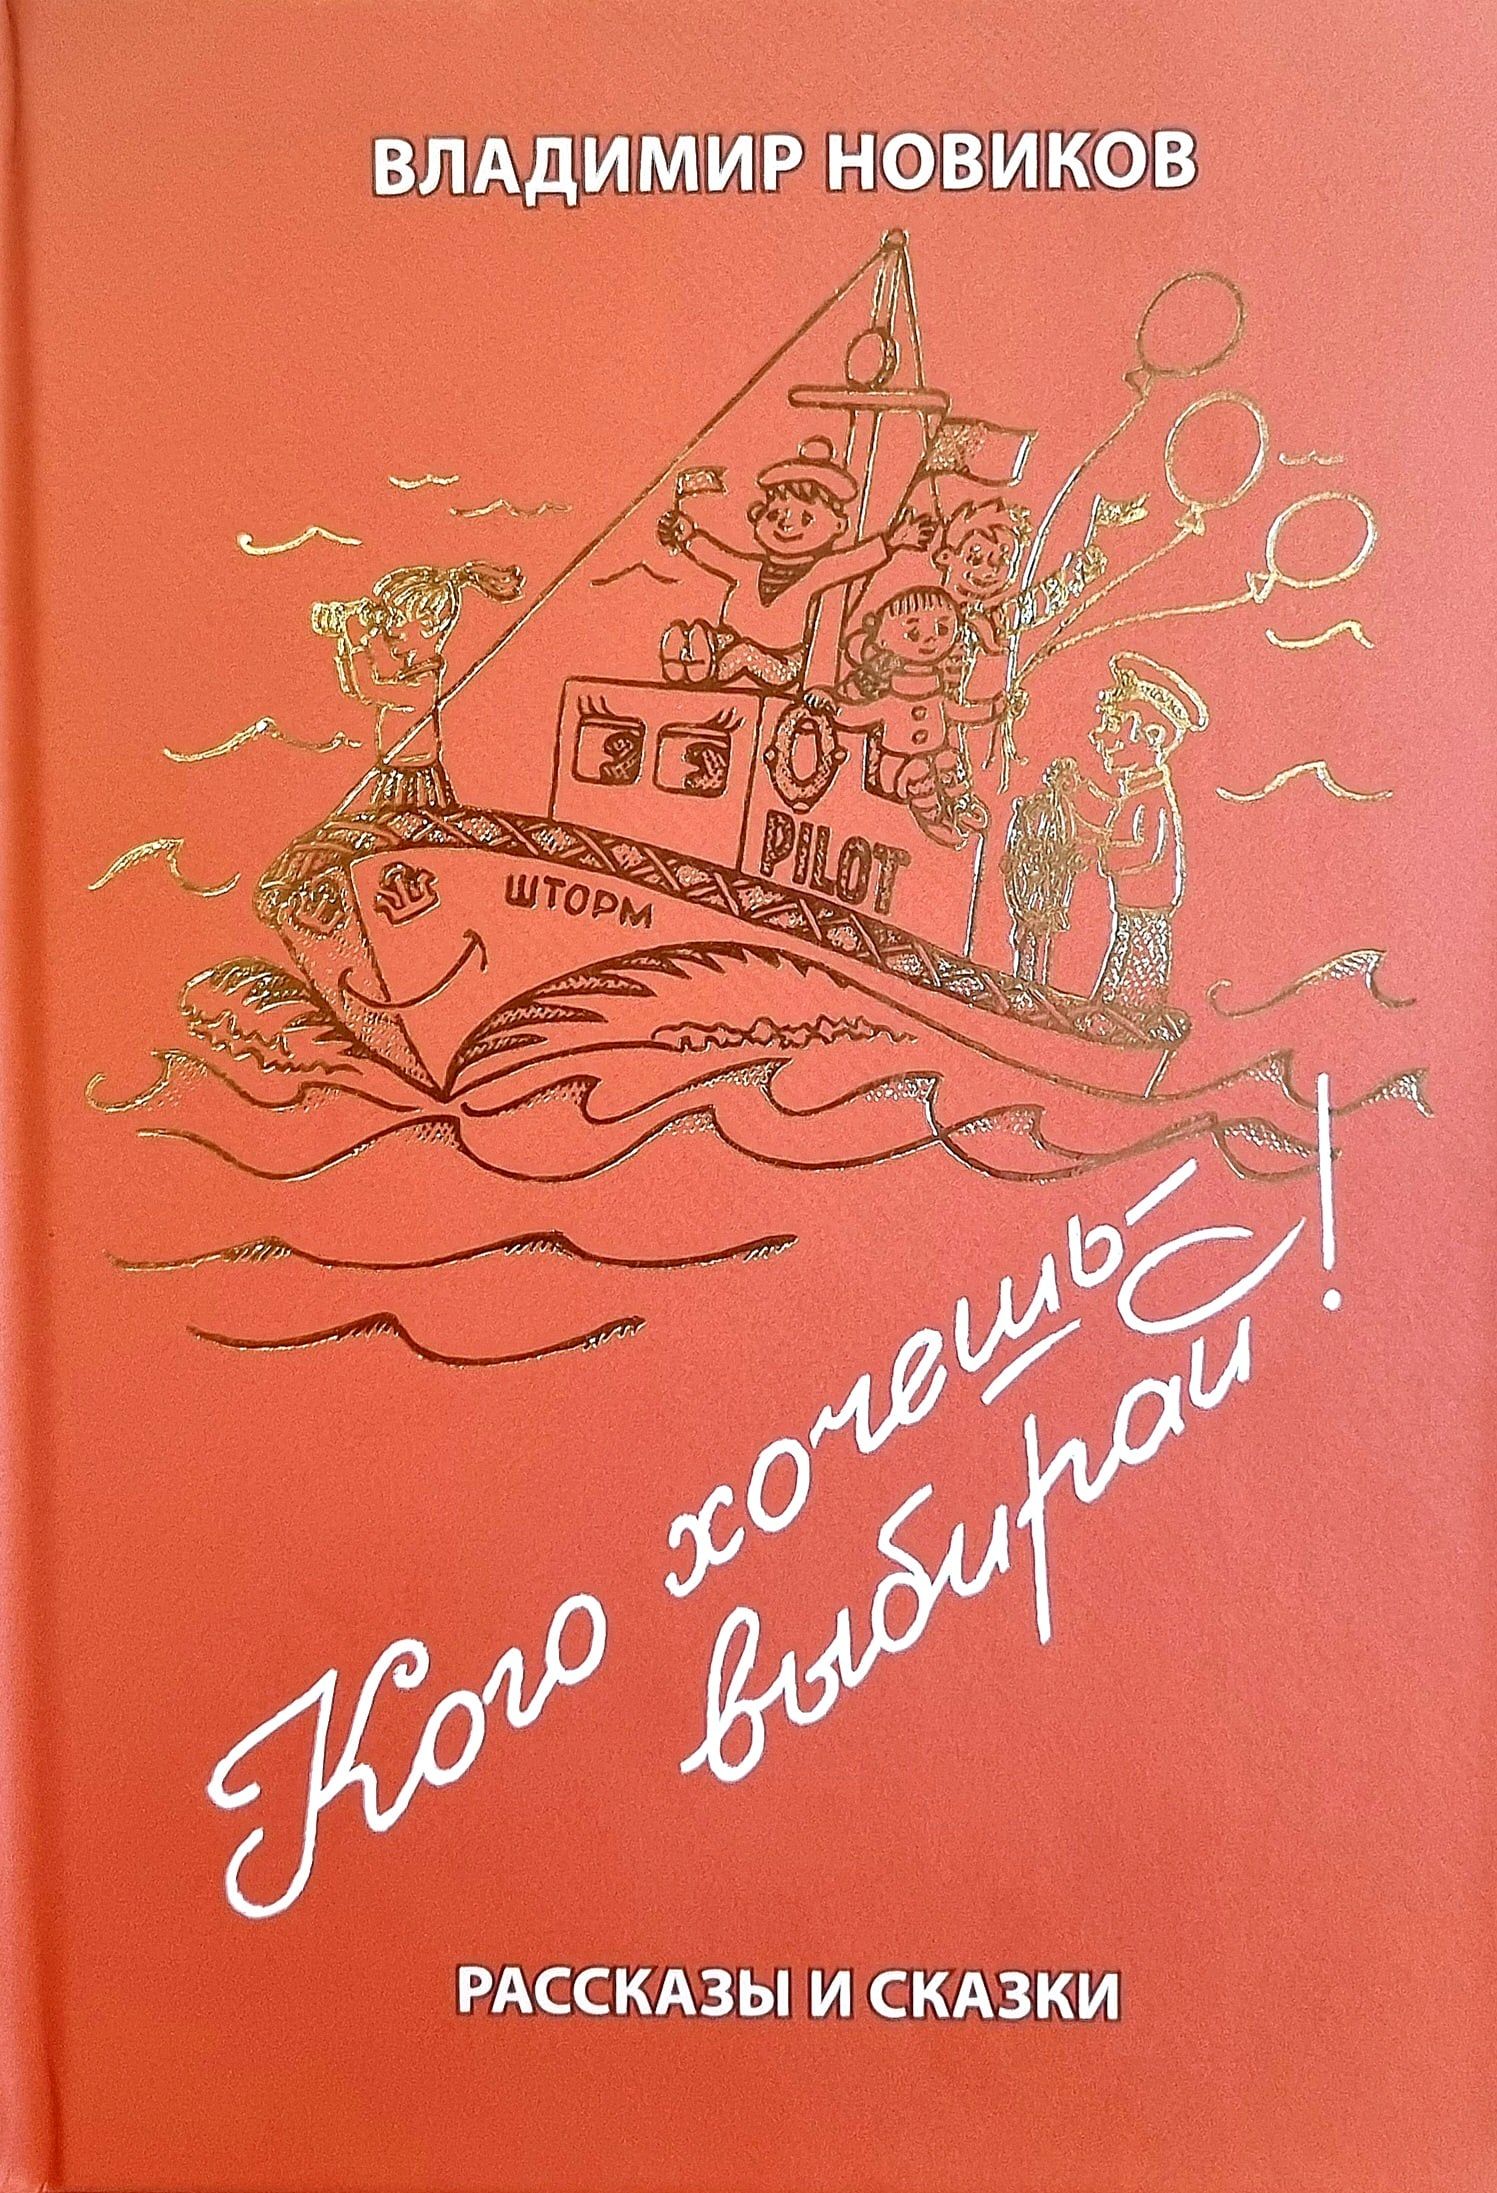 ВЛАДИМИР НОВИКОВ
PILOT
ШТОРМ
Кого хочешь-
выбирай!
РАССКАЗЫ И СКАЗКИ